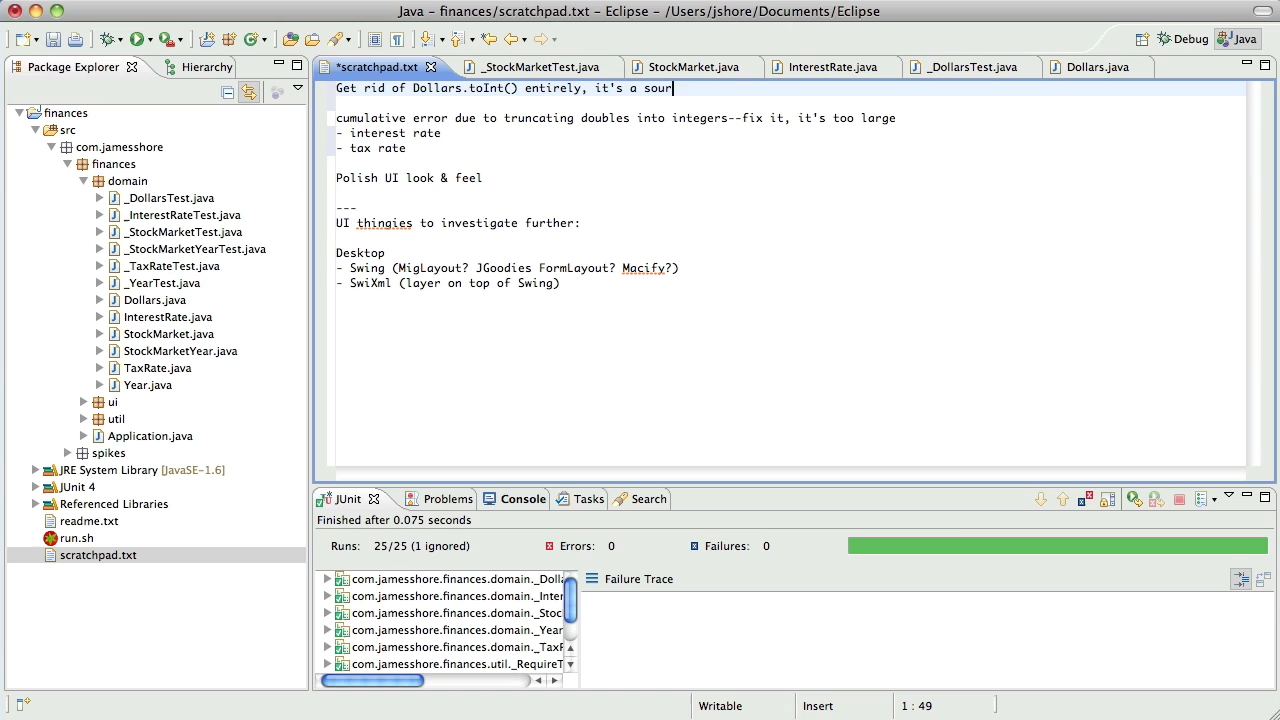 Java - finances/scratchpad.txt - Eclipse - /Users/jshore/Documents/Eclipse
Debug
Java
Package Explorer
Hierarchy
finances
src
com.jamesshore
finances
domain
_DollarsTest.java
_InterestRateTest.java
_StockMarketTest.java
_StockMarketYearTest.java
_TaxRateTest.java
_YearTest.java
Dollars.java
InterestRate.java
StockMarket.java
StockMarketYear.java
TaxRate.java
Year.java
ui
util
Application.java
spikes
JRE System Library [JavaSE-1.6]
JUnit 4
Referenced Libraries
readme.txt
run.sh
scratchpad.txt
*scratchpad.txt
_StockMarketTest.java
StockMarket.java
InterestRate.java
_DollarsTest.java
Dollars.java
Get rid of Dollars.toInt() entirely, it's a sour
cumulative error due to truncating doubles into integers--fix it, it's too large
- interest rate
- tax rate
Polish UI look & feel
---
UI thingies to investigate further:
Desktop
- Swing (MigLayout? JGoodies FormLayout? Macify?)
- SwiXml (layer on top of Swing)
JUnit
Problems
Console
Tasks
Search
Finished after 0.075 seconds
Runs: 25/25 (1 ignored)
Errors: 0
Failures: 0
com.jamesshore.finances.domain._Dolla
com.jamesshore.finances.domain._Inter
com.jamesshore.finances.domain._Stoc
com.jamesshore.finances.domain._Year
com.jamesshore.finances.domain._TaxR
com.jamesshore.finances.util._RequireT
Failure Trace
Writable
Insert
1 : 49